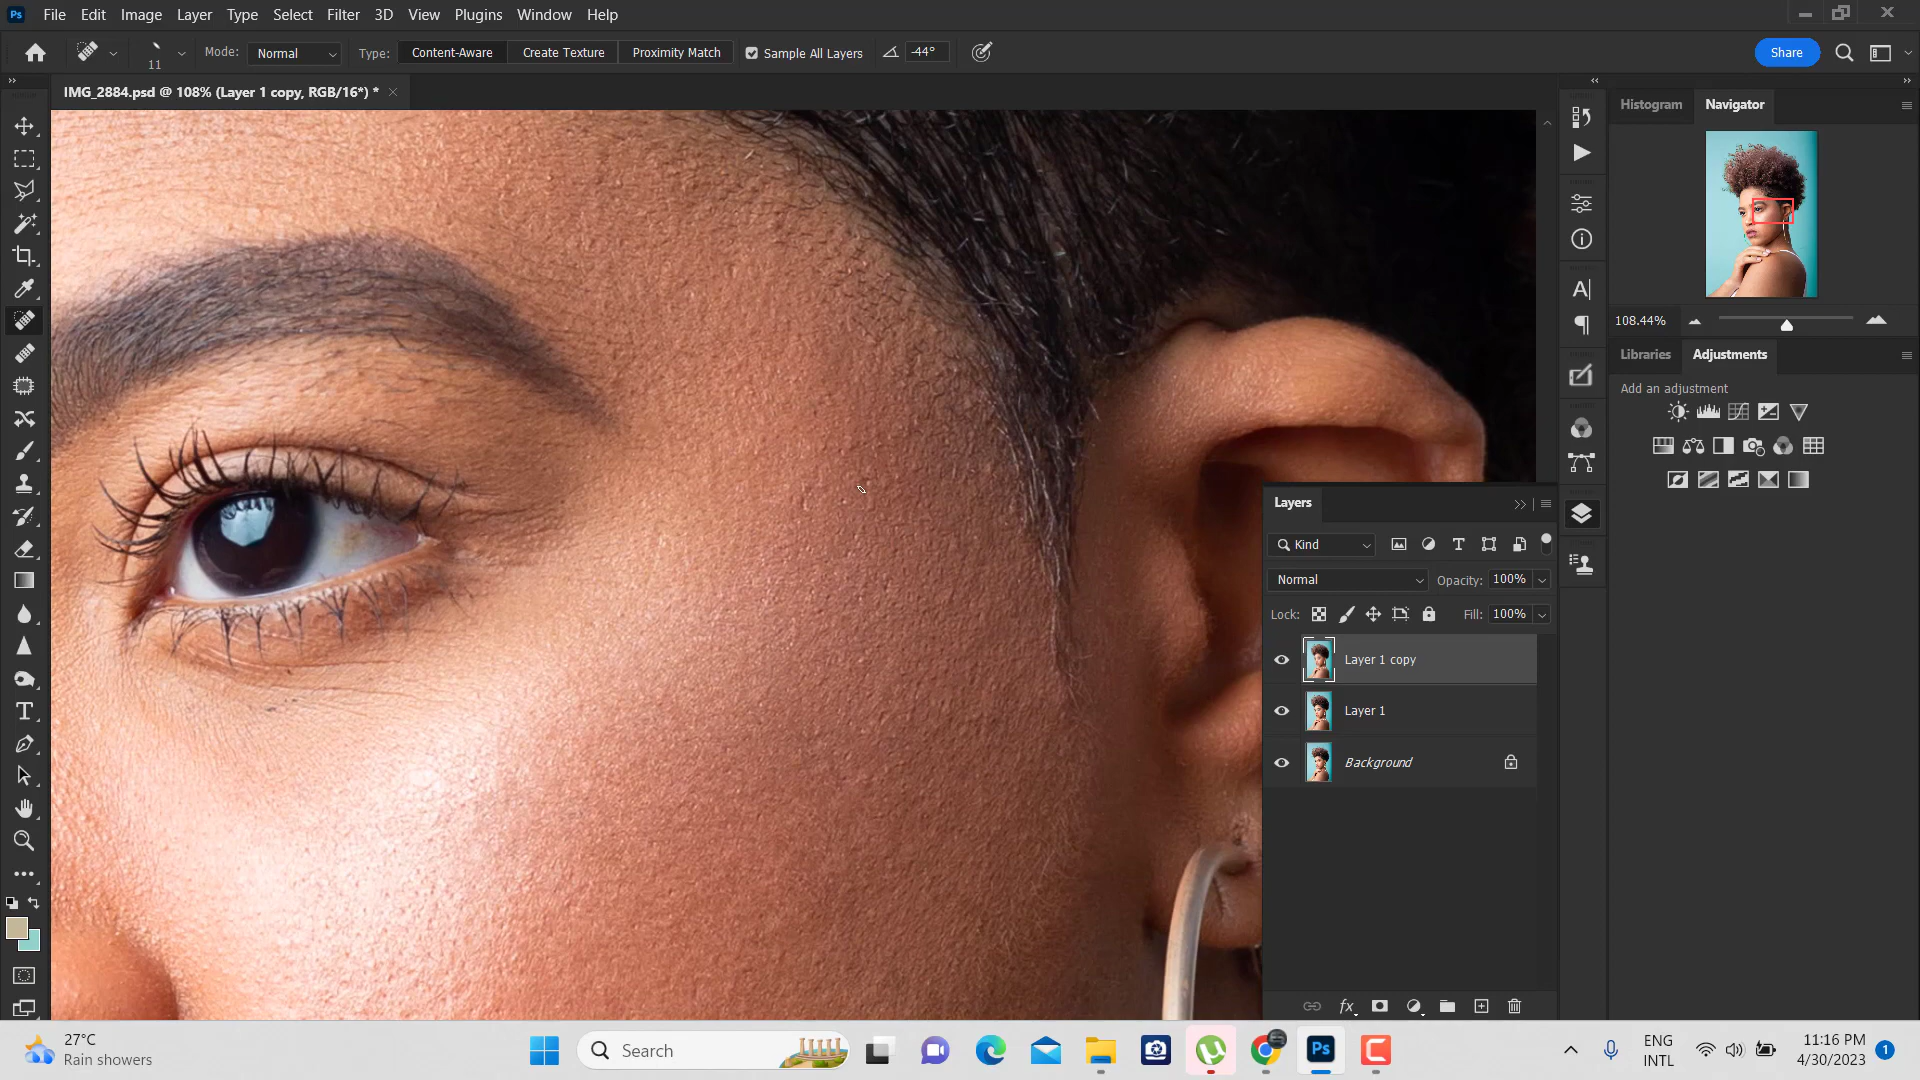 Ps File Edit Image Layer Type Select Filter 3D View Plugins Window Help
11 Mode: Normal Type: Content-Aware Create Texture Proximity Match Sample All Layers -44° Share
IMG_2884.psd @ 108% (Layer 1 copy, RGB/16*) *
Histogram Navigator
108.44%
Libraries Adjustments
Add an adjustment
Layers
Kind
Normal Opacity: 100%
Lock: Fill: 100%
Layer 1 copy
Layer 1
Background
27°C
Rain showers
Search
Ps
ENG
INTL
11:16 PM
4/30/2023
1